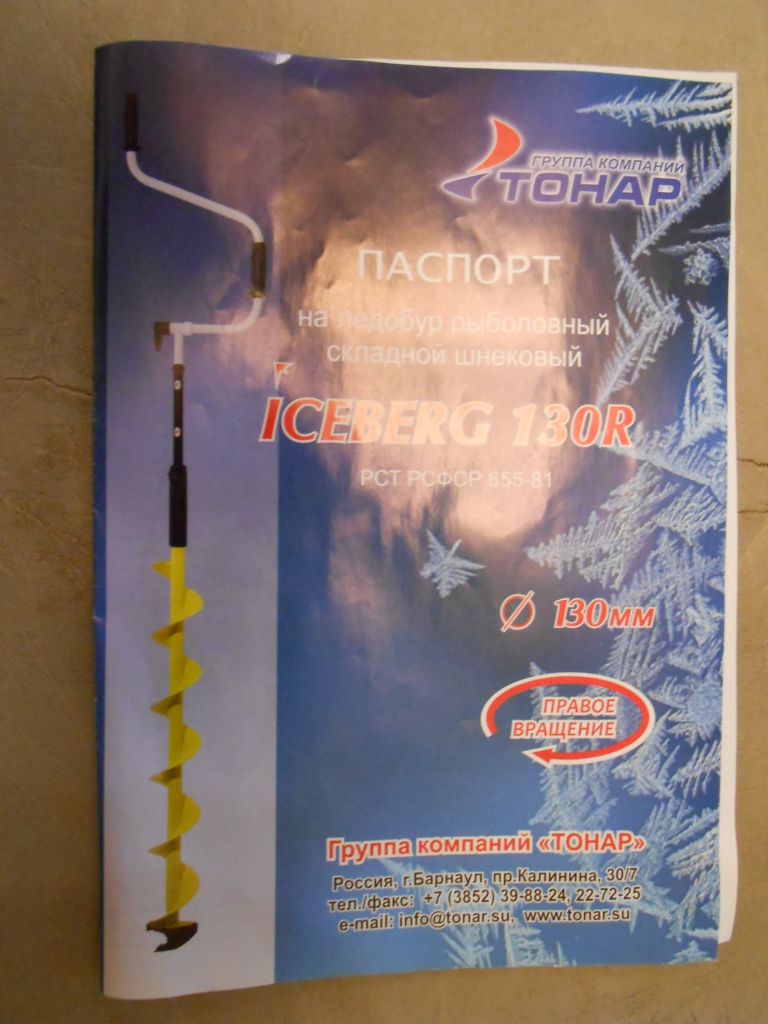 ГРУППА КОМПАНИЙ
ТОНАР
ПАСПОРТ
на ледобур рыболовный
складной шнековый
ICEBERG 130R
РСТ РСФСР 655-81
Ø 130мм
ПРАВОЕ
ВРАЩЕНИЕ
Группа компаний «ТОНАР»
Россия, г.Барнаул, пр.Калинина, 30/7
тел./факс: +7 (3852) 39-88-24, 22-72-25
e-mail: info@tonar.su, www.tonar.su